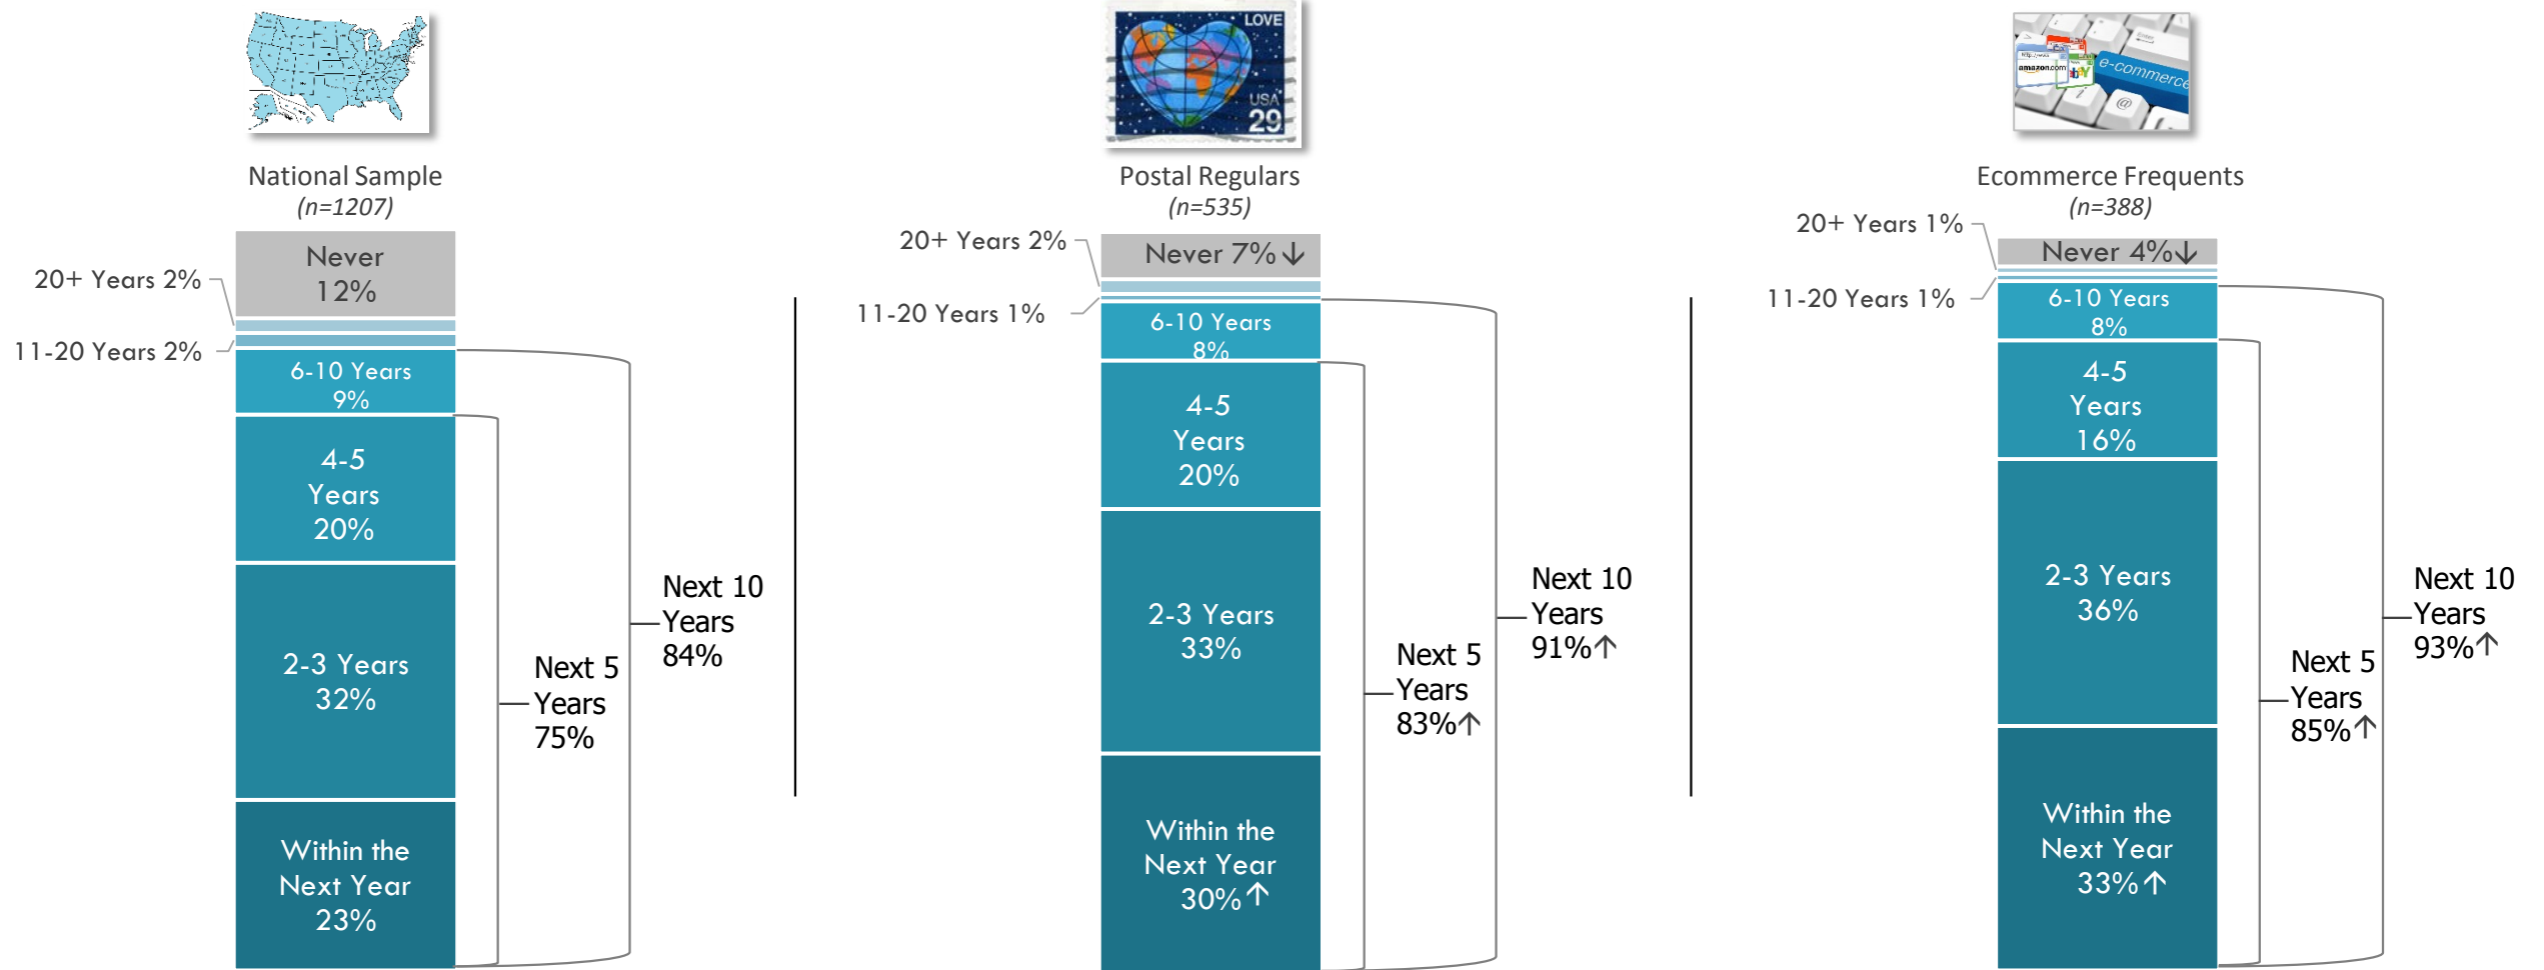 LOVE
USA
29
amazon.com
e-commerce
@
National Sample
(n=1207)
Never
12%
20+ Years 2%
11-20 Years 2%
6-10 Years
9%
4-5
Years
20%
2-3 Years
32%
Within the
Next Year
23%
Next 5
Years
75%
Next 10
Years
84%
Postal Regulars
(n=535)
20+ Years 2%
Never 7%↓
11-20 Years 1%
6-10 Years
8%
4-5
Years
20%
2-3 Years
33%
Within the
Next Year
30%↑
Next 5
Years
83%↑
Next 10
Years
91%↑
Ecommerce Frequents
(n=388)
20+ Years 1%
Never 4%↓
11-20 Years 1%
6-10 Years
8%
4-5
Years
16%
2-3 Years
36%
Within the
Next Year
33%↑
Next 5
Years
85%↑
Next 10
Years
93%↑